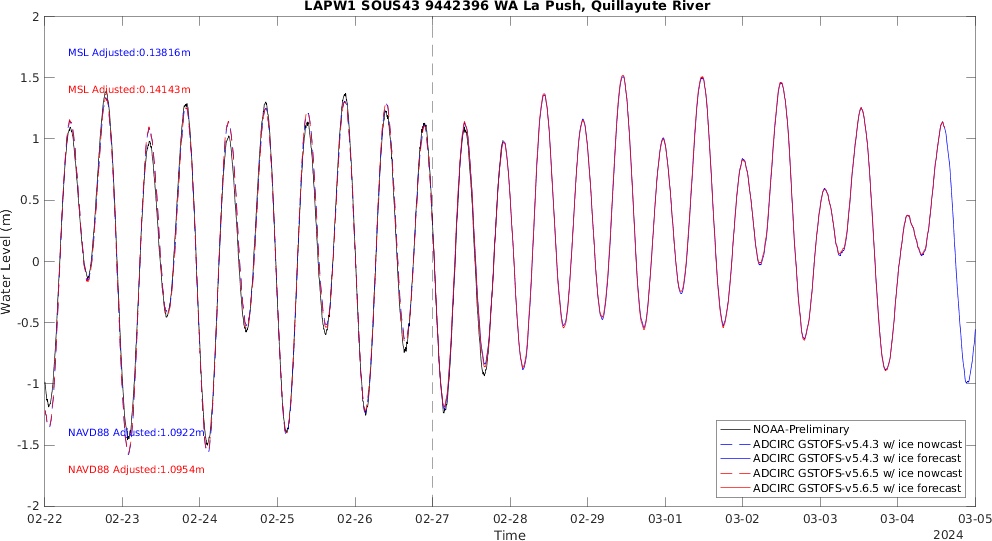 LAPW1 SOUS43 9442396 WA La Push, Quillayute River
MSL Adjusted:0.13816m
MSL Adjusted:0.14143m
NAVD88 Adjusted:1.0922m
NAVD88 Adjusted:1.0954m
Water Level (m)
2
1.5
1
0.5
0
-0.5
-1
-1.5
-2
NOAA-Preliminary
ADCIRC GSTOFS-v5.4.3 w/ ice nowcast
ADCIRC GSTOFS-v5.4.3 w/ ice forecast
ADCIRC GSTOFS-v5.6.5 w/ ice nowcast
ADCIRC GSTOFS-v5.6.5 w/ ice forecast
02-22 02-23 02-24 02-25 02-26 02-27 02-28 02-29 03-01 03-02 03-03 03-04 03-05
Time
2024